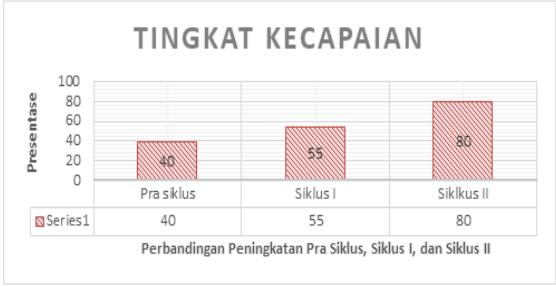 TINGKAT KECAPAIAN
Presentase
100
80
60
40
20
0
40
55
80
Pra siklus Siklus I Siklkus II
Series1 40 55 80
Perbandingan Peningkatan Pra Siklus, Siklus I, dan Siklus II